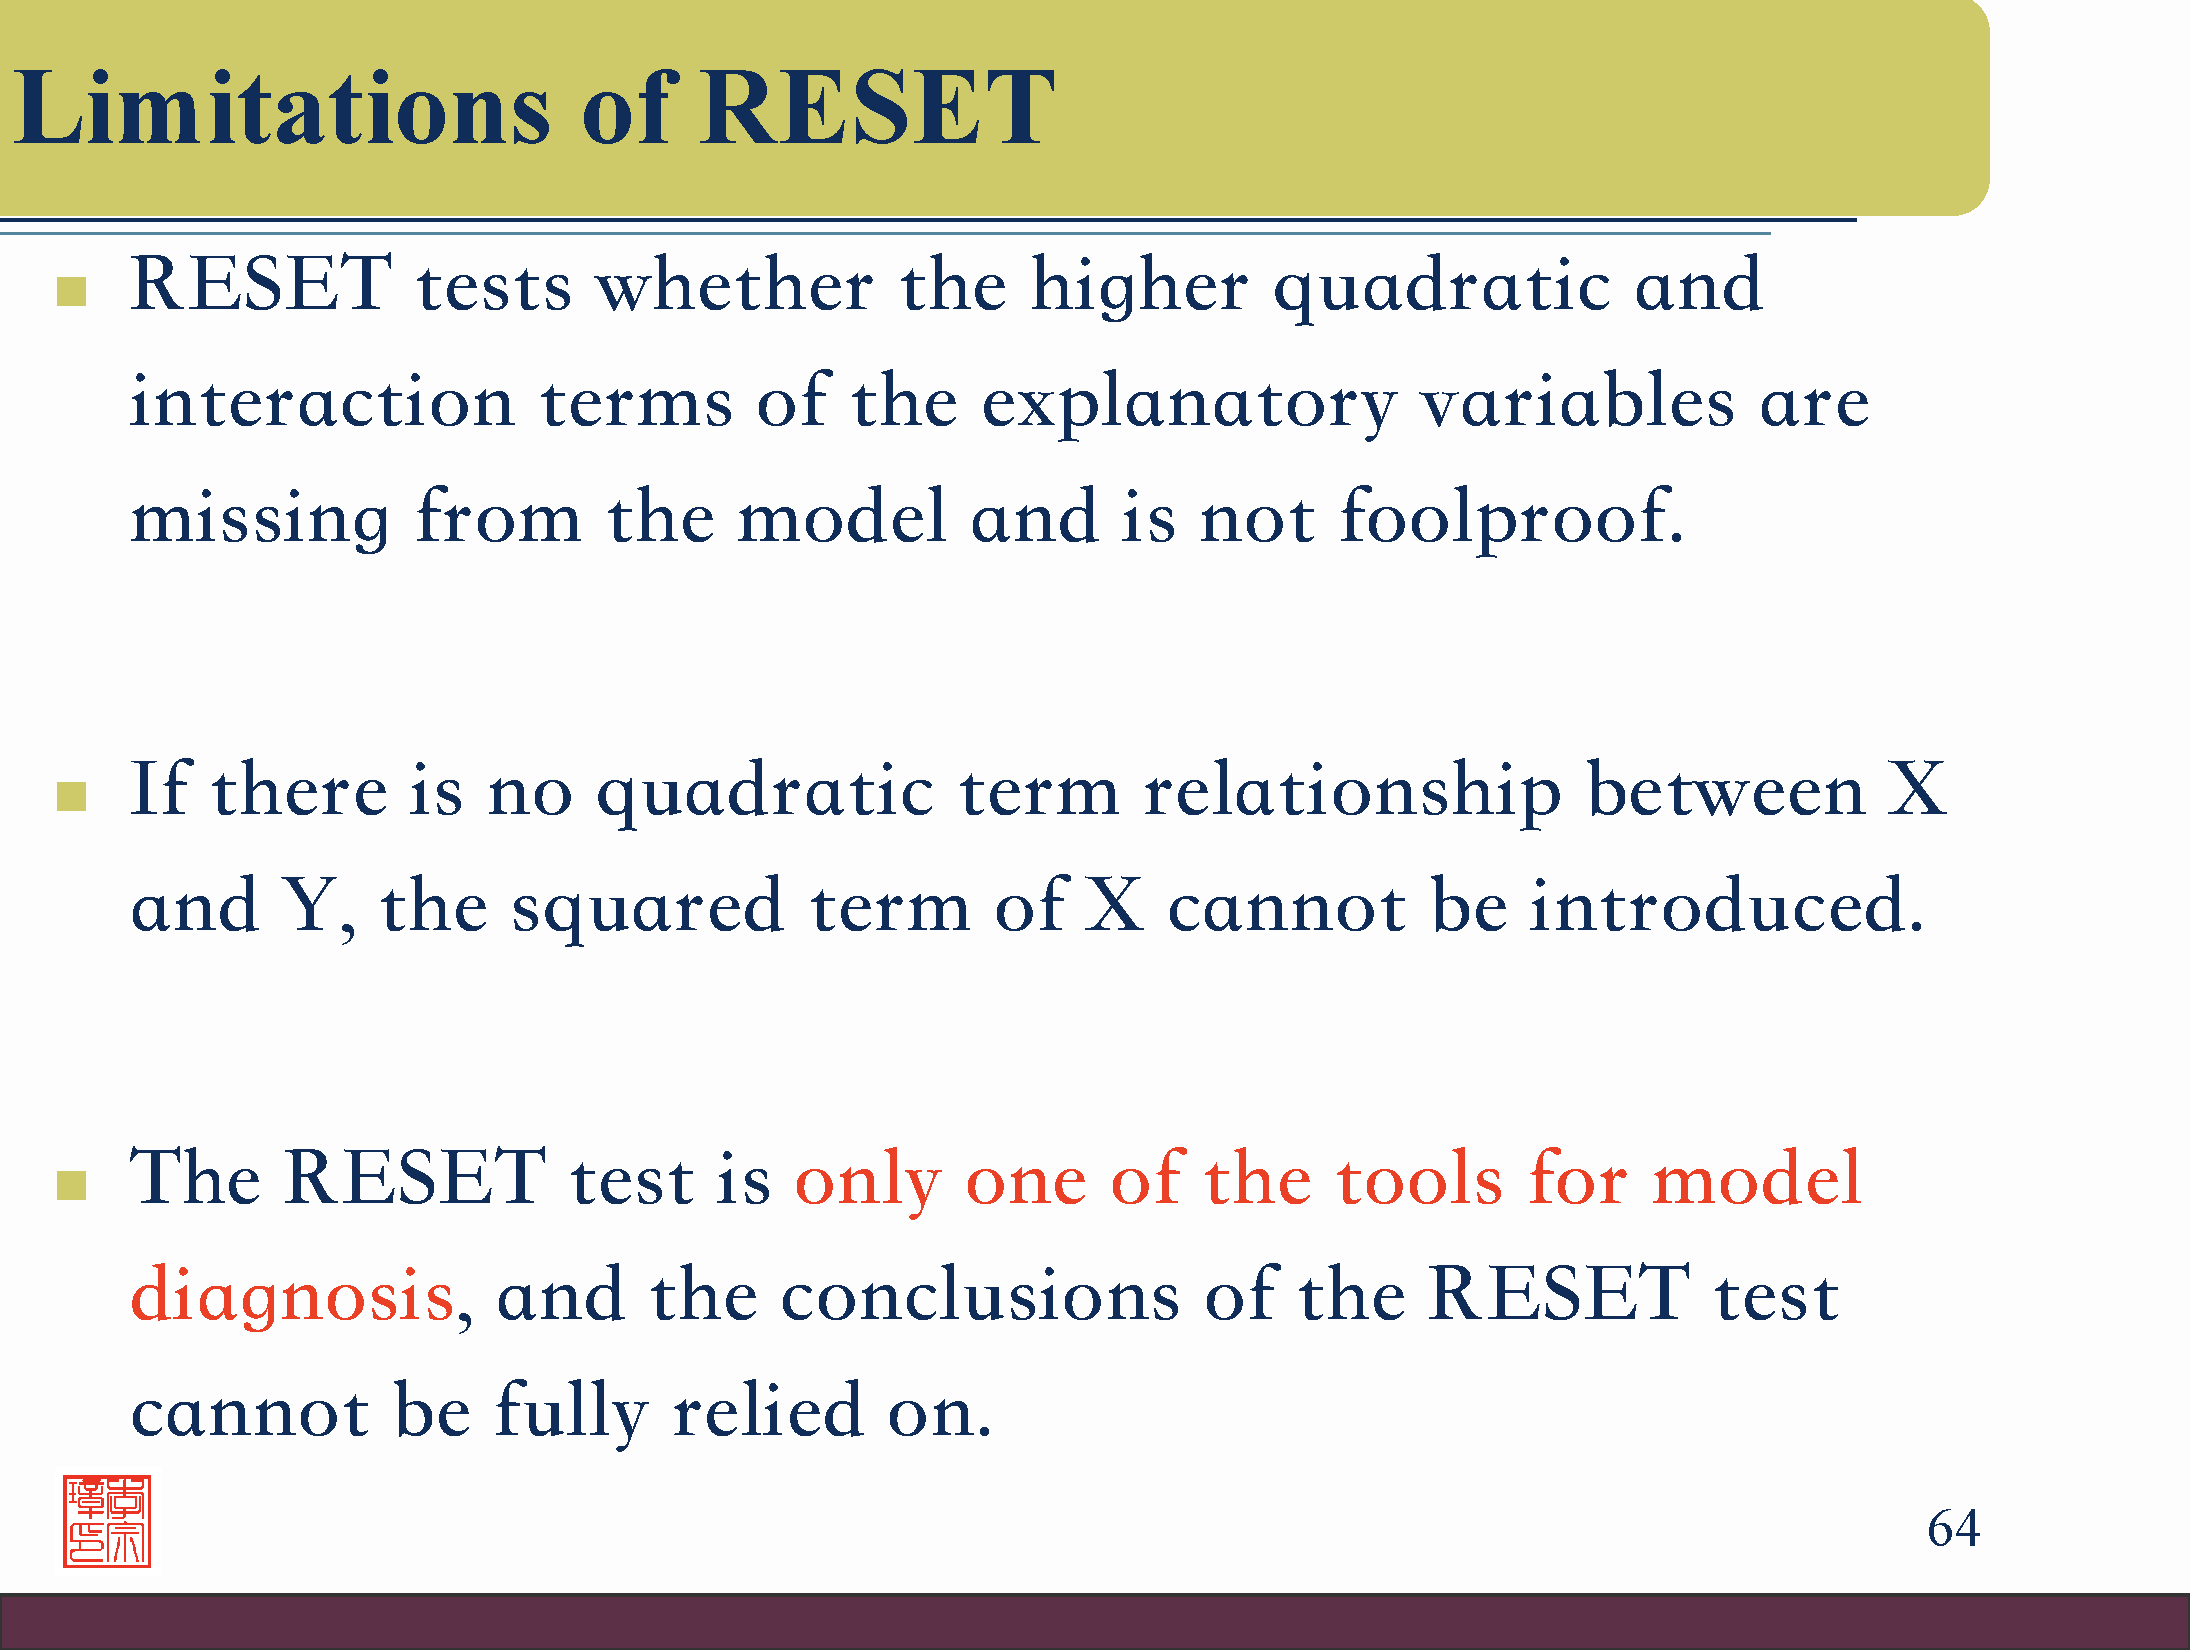 Limitations of RESET
RESET tests whether the higher quadratic and
interaction terms of the explanatory variables are
missing from the model and is not foolproof.
If there is no quadratic term relationship between X
and Y, the squared term of X cannot be introduced.
The RESET test is only one of the tools for model
diagnosis, and the conclusions of the RESET test
cannot be fully relied on.
64